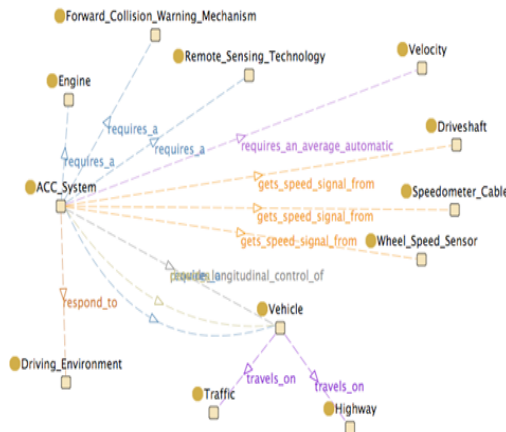 Forward_Collision_Warning_Mechanism
Remote_Sensing_Technology
Velocity
Engine
requires_a
requires_a
requires_a
requires_an_average_automatic
Driveshaft
gets_speed_signal_from
ACC_System
Speedometer_Cable
gets_speed_signal_from
gets_speed_signal_from
Wheel_Speed_Sensor
longitudinal_control_of
respond_to
Vehicle
Driving_Environment
travels_on
travels_on
Traffic
Highway